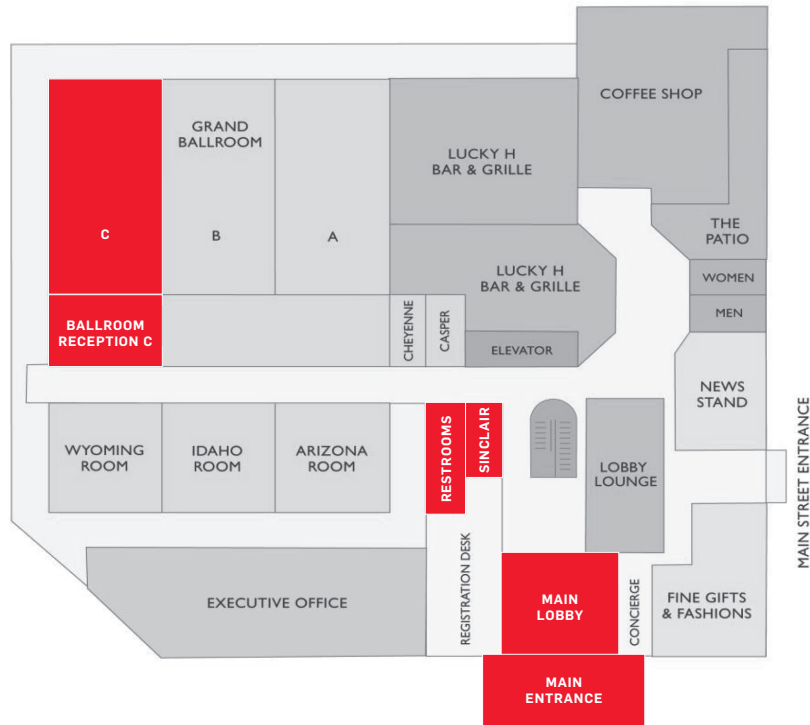 COFFEE SHOP
GRAND
BALLROOM
LUCKY H
BAR & GRILLE
C
B
A
THE
PATIO
LUCKY H
BAR & GRILLE
WOMEN
MEN
BALLROOM
RECEPTION C
CHEYENNE
CASPER
ELEVATOR
NEWS
STAND
WYOMING
ROOM
IDAHO
ROOM
ARIZONA
ROOM
RESTROOMS
SINCLAIR
LOBBY
LOUNGE
MAIN STREET ENTRANCE
EXECUTIVE OFFICE
REGISTRATION DESK
MAIN
LOBBY
CONCIERGE
FINE GIFTS
& FASHIONS
MAIN
ENTRANCE